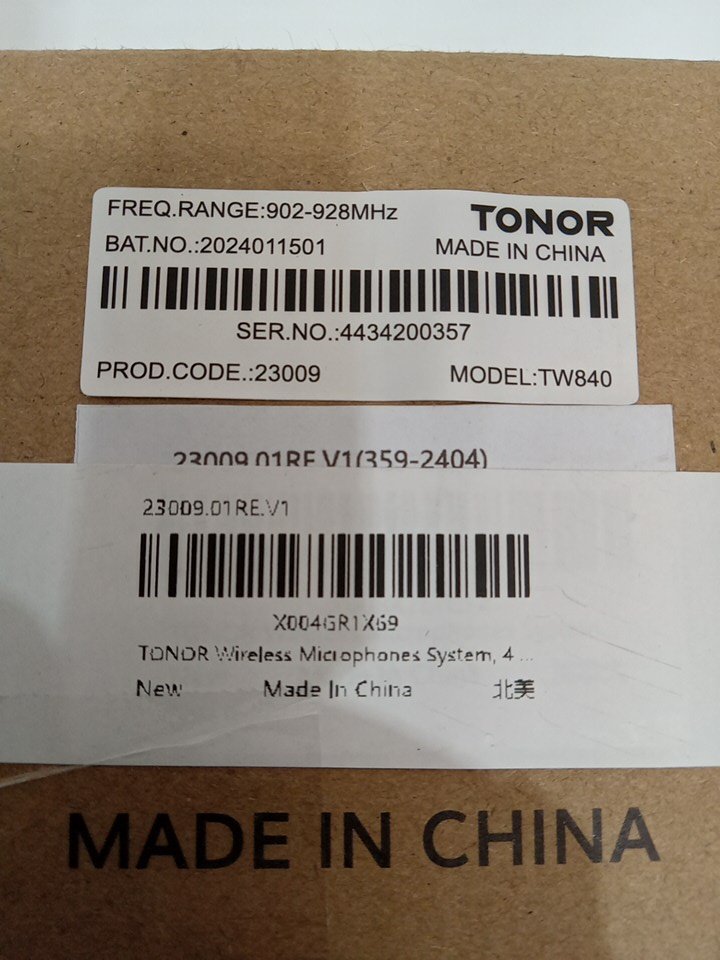 FREQ.RANGE:902-928MHz
TONOR
BAT.NO.:2024011501
MADE IN CHINA
SER.NO.:4434200357
PROD.CODE.:23009
MODEL:TW840
23009.01RE.V1(359-2404)
23009.01RE.V1
X004GR1X69
TONOR Wireless Microphones System, 4 ...
New Made In China 北美
MADE IN CHINA